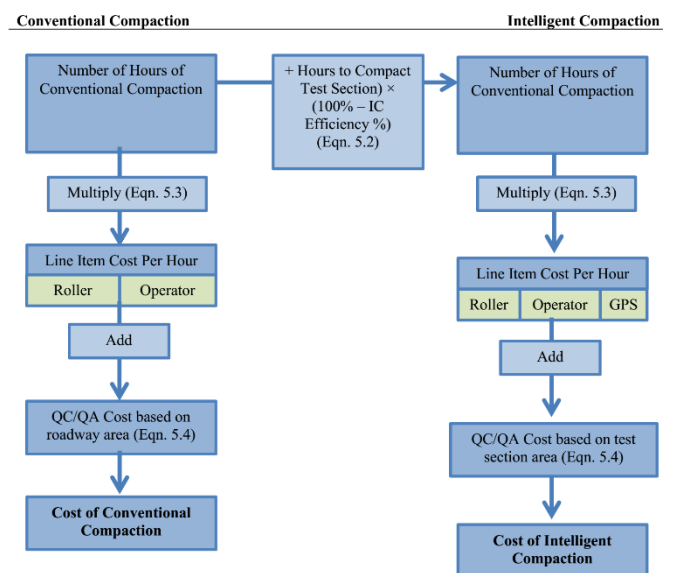 Conventional Compaction
Intelligent Compaction
Number of Hours of
Conventional Compaction
+ Hours to Compact
Test Section) ×
(100% – IC
Efficiency %)
(Eqn. 5.2)
Number of Hours of
Conventional Compaction
Multiply (Eqn. 5.3)
Multiply (Eqn. 5.3)
Line Item Cost Per Hour
Roller
Operator
Line Item Cost Per Hour
Roller
Operator
GPS
Add
Add
QC/QA Cost based on
roadway area (Eqn. 5.4)
QC/QA Cost based on test
section area (Eqn. 5.4)
Cost of Conventional
Compaction
Cost of Intelligent
Compaction